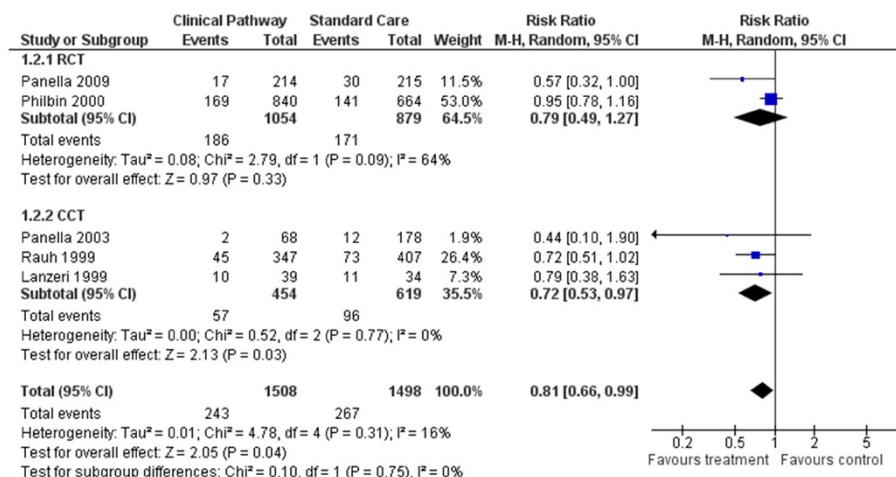 Clinical Pathway Standard Care Risk Ratio Risk Ratio
Study or Subgroup Events Total Events Total Weight M-H, Random, 95% CI M-H, Random, 95% CI
1.2.1 RCT
Panella 2009 17 214 30 215 11.5% 0.57 [0.32, 1.00]
Philbin 2000 169 840 141 664 53.0% 0.95 [0.78, 1.16]
Subtotal (95% CI) 1054 879 64.5% 0.79 [0.49, 1.27]
Total events 186 171
Heterogeneity: Tau² = 0.08; Chi² = 2.79, df = 1 (P = 0.09); I² = 64%
Test for overall effect: Z = 0.97 (P = 0.33)
1.2.2 CCT
Panella 2003 2 68 12 178 1.9% 0.44 [0.10, 1.90]
Rauh 1999 45 347 73 407 26.4% 0.72 [0.51, 1.02]
Lanzeri 1999 10 39 11 34 7.3% 0.79 [0.38, 1.63]
Subtotal (95% CI) 454 619 35.5% 0.72 [0.53, 0.97]
Total events 57 96
Heterogeneity: Tau² = 0.00; Chi² = 0.52, df = 2 (P = 0.77); I² = 0%
Test for overall effect: Z = 2.13 (P = 0.03)
Total (95% CI) 1508 1498 100.0% 0.81 [0.66, 0.99]
Total events 243 267
Heterogeneity: Tau² = 0.01; Chi² = 4.78, df = 4 (P = 0.31); I² = 16%
Test for overall effect: Z = 2.05 (P = 0.04)
Test for subgroup differences: Chi² = 0.10, df = 1 (P = 0.75), I² = 0%
0.2 0.5 1 2 5
Favours treatment Favours control